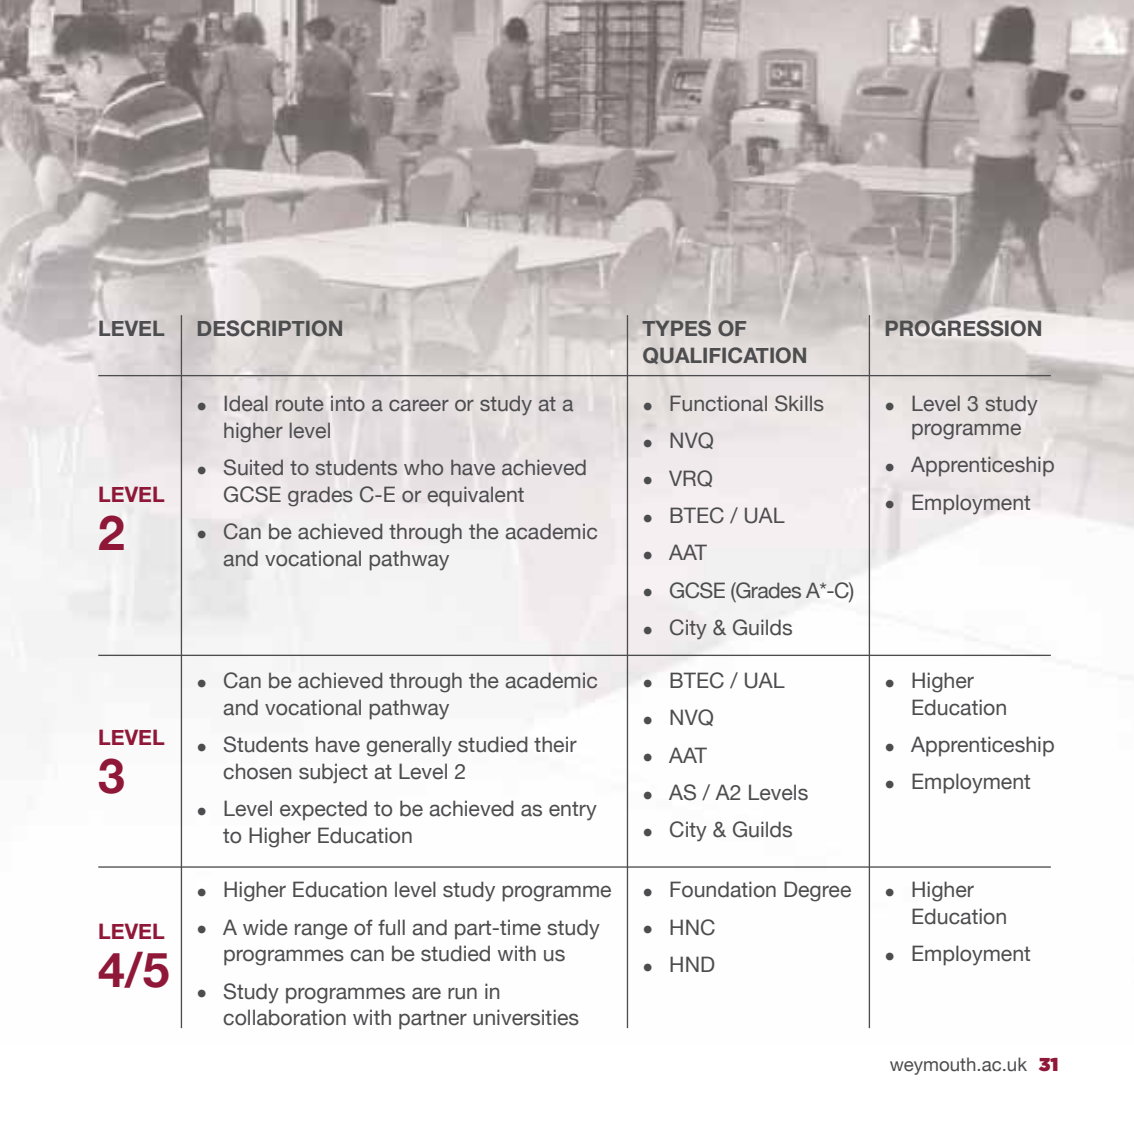 LEVEL
DESCRIPTION
TYPES OF
QUALIFICATION
PROGRESSION
LEVEL
2
• Ideal route into a career or study at a
higher level
• Suited to students who have achieved
GCSE grades C-E or equivalent
• Can be achieved through the academic
and vocational pathway
• Functional Skills
• NVQ
• VRQ
• BTEC / UAL
• AAT
• GCSE (Grades A*-C)
• City & Guilds
• Level 3 study
programme
• Apprenticeship
• Employment
LEVEL
3
• Can be achieved through the academic
and vocational pathway
• Students have generally studied their
chosen subject at Level 2
• Level expected to be achieved as entry
to Higher Education
• BTEC / UAL
• NVQ
• AAT
• AS / A2 Levels
• City & Guilds
• Higher
Education
• Apprenticeship
• Employment
LEVEL
4/5
• Higher Education level study programme
• A wide range of full and part-time study
programmes can be studied with us
• Study programmes are run in
collaboration with partner universities
• Foundation Degree
• HNC
• HND
• Higher
Education
• Employment
weymouth.ac.uk 31